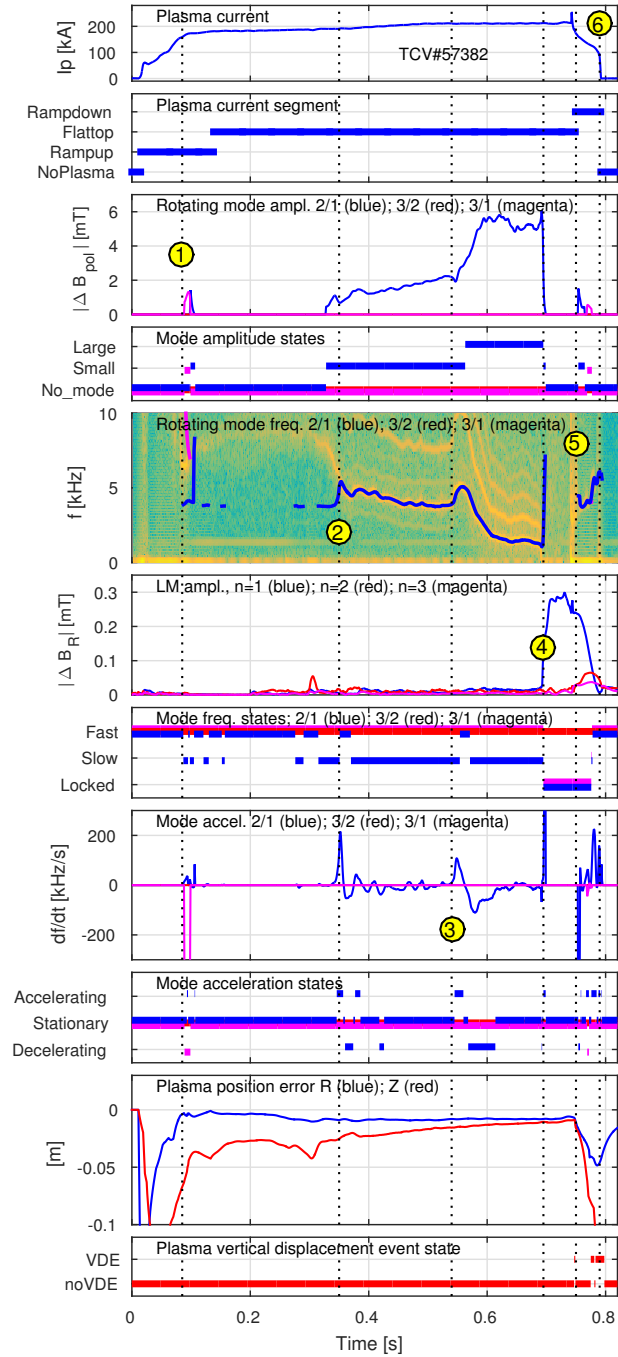 Plasma current
Ip [kA]
200
100
0
TCV#57382
6
Plasma current segment
Rampdown
Flattop
Rampup
NoPlasma
Rotating mode ampl. 2/1 (blue); 3/2 (red); 3/1 (magenta)
|Δ B_pol| [mT]
6
4
2
0
1
Mode amplitude states
Large
Small
No_mode
Rotating mode freq. 2/1 (blue); 3/2 (red); 3/1 (magenta)
f [kHz]
10
5
0
5
2
LM ampl., n=1 (blue); n=2 (red); n=3 (magenta)
|Δ B_R| [mT]
0.3
0.2
0.1
0
4
Mode freq. states; 2/1 (blue); 3/2 (red); 3/1 (magenta)
Fast
Slow
Locked
Mode accel. 2/1 (blue); 3/2 (red); 3/1 (magenta)
df/dt [kHz/s]
200
0
-200
3
Mode acceleration states
Accelerating
Stationary
Decelerating
Plasma position error R (blue); Z (red)
[m]
0
-0.05
-0.1
Plasma vertical displacement event state
VDE
noVDE
0 0.2 0.4 0.6 0.8
Time [s]